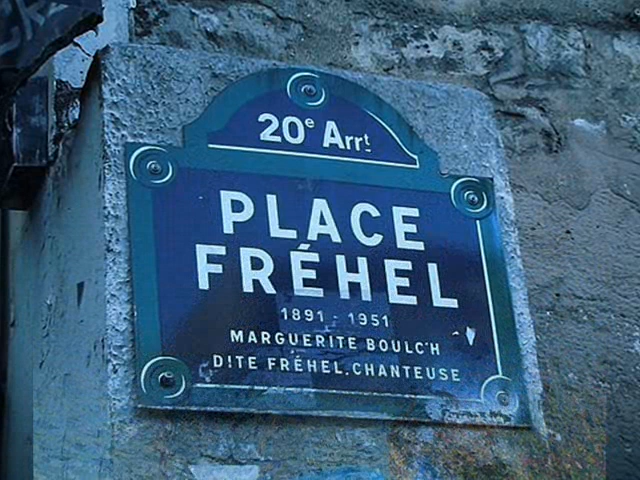 20e Arrt
PLACE
FRÉHEL
1891 - 1951
MARGUERITE BOULC'H
DITE FRÉHEL. CHANTEUSE